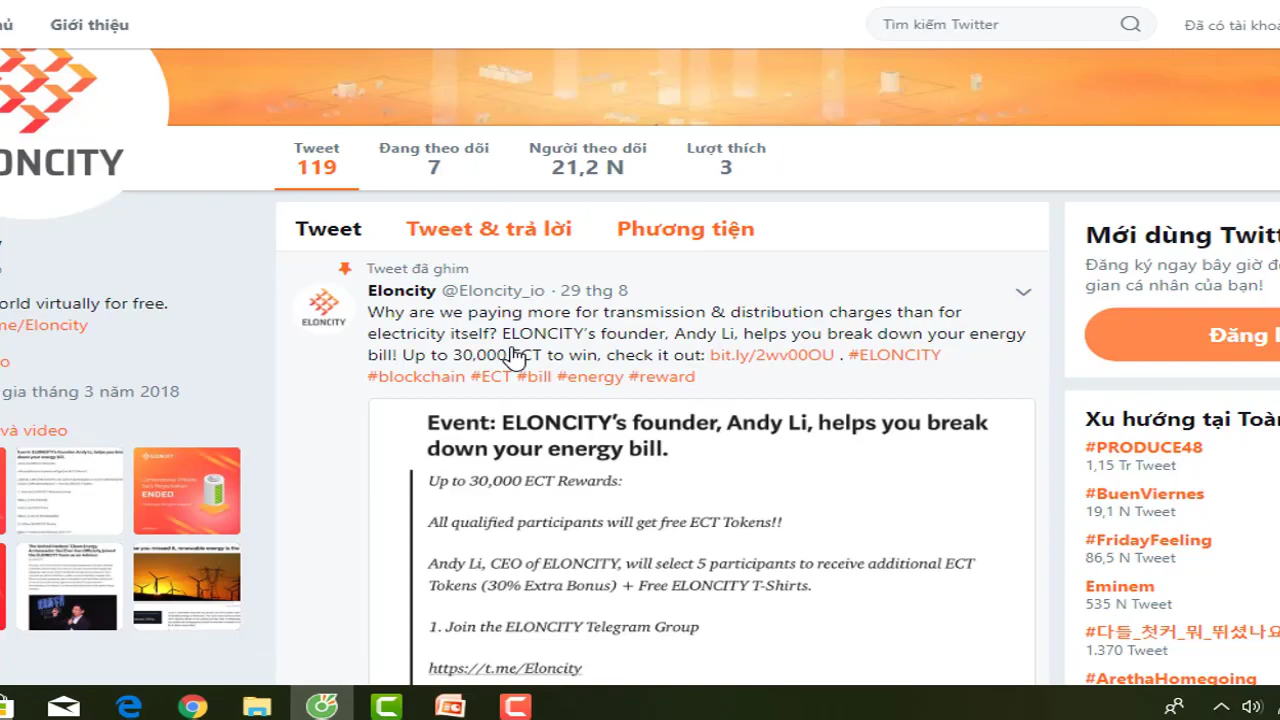 Giới thiệu
Tìm kiếm Twitter
Đã có tài
ONCITY
Tweet
119
Đang theo dõi
7
Người theo dõi
21,2 N
Lượt thích
3
orld virtually for free.
me/Eloncity
gia tháng 3 năm 2018
và video
Tweet
Tweet & trả lời
Phương tiện
Tweet đã ghim
Eloncity @Eloncity_io · 29 thg 8
Why are we paying more for transmission & distribution charges than for
electricity itself? ELONCITY's founder, Andy Li, helps you break down your energy
bill! Up to 30,000 ECT to win, check it out: bit.ly/2wv00OU . #ELONCITY
#blockchain #ECT #bill #energy #reward
ELONCITY
Event: ELONCITY's founder, Andy Li, helps you break
down your energy bill.
Up to 30,000 ECT Rewards:
All qualified participants will get free ECT Tokens!!
Andy Li, CEO of ELONCITY, will select 5 participants to receive additional ECT
Tokens (30% Extra Bonus) + Free ELONCITY T-Shirts.
1. Join the ELONCITY Telegram Group
https://t.me/Eloncity
ENDED
Mới dùng Twit
Đăng ký ngay bây giờ
gian cá nhân của bạn!
Đăng
Xu hướng tại Toà
#PRODUCE48
1,15 Tr Tweet
#BuenViernes
19,1 N Tweet
#FridayFeeling
86,5 N Tweet
Eminem
535 N Tweet
#다들_첫커_뭐_뛰셨나요
1.370 Tweet
#ArethaHomegoing